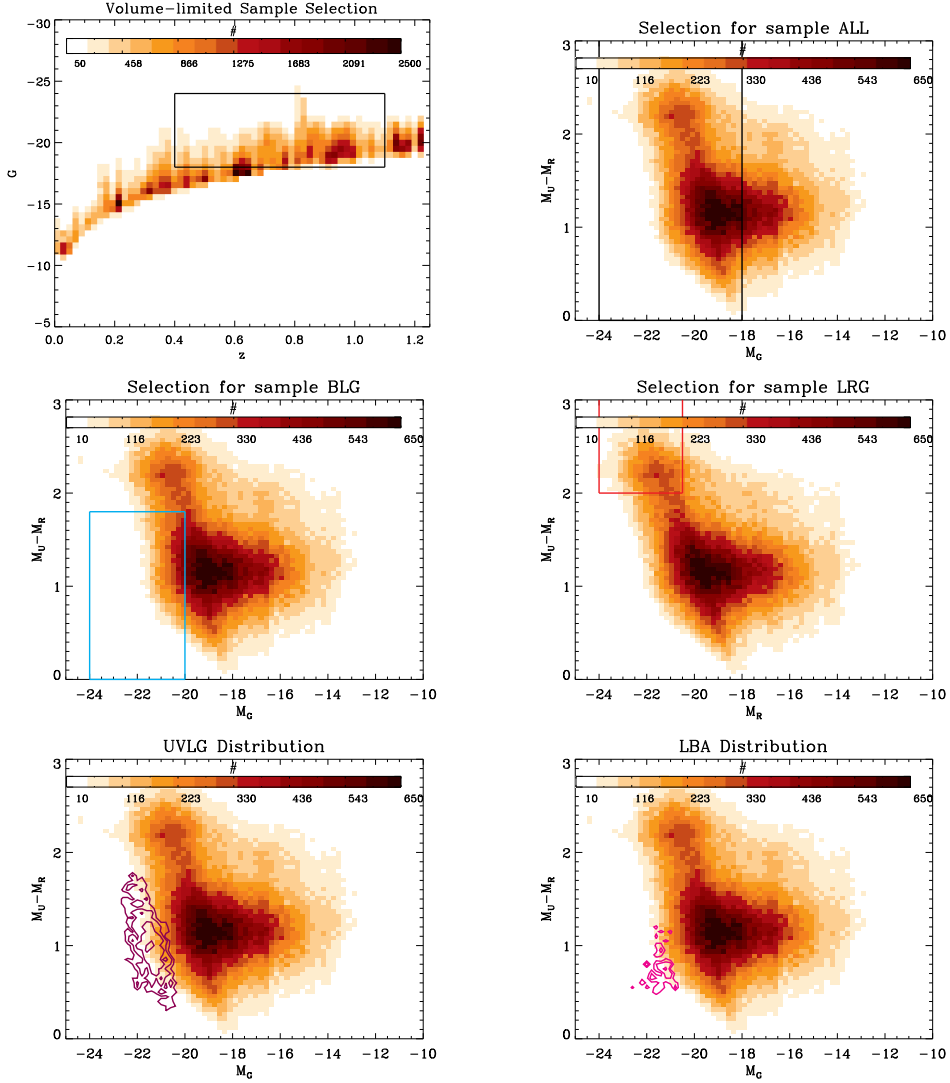 Volume-limited Sample Selection
#
50 458 866 1275 1683 2091 2500
-30
-25
-20
-15
-10
-5
G
0.0 0.2 0.4 0.6 0.8 1.0 1.2
z
Selection for sample ALL
#
10 116 223 330 436 543 650
3
2
1
0
M_U-M_R
-24 -22 -20 -18 -16 -14 -12 -10
M_G
Selection for sample BLG
#
10 116 223 330 436 543 650
3
2
1
0
M_U-M_R
-24 -22 -20 -18 -16 -14 -12 -10
M_G
Selection for sample LRG
#
10 116 223 330 436 543 650
3
2
1
0
M_U-M_R
-24 -22 -20 -18 -16 -14 -12 -10
M_R
UVLG Distribution
#
10 116 223 330 436 543 650
3
2
1
0
M_U-M_R
-24 -22 -20 -18 -16 -14 -12 -10
M_G
LBA Distribution
#
10 116 223 330 436 543 650
3
2
1
0
M_U-M_R
-24 -22 -20 -18 -16 -14 -12 -10
M_G